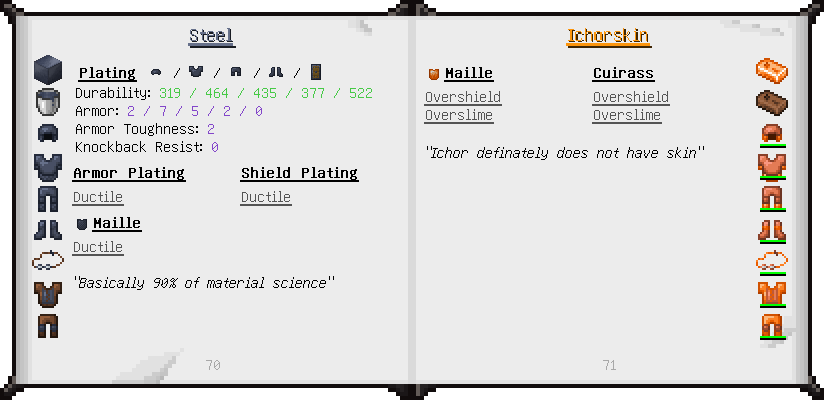 Steel
Plating / / / /
Durability: 319 / 464 / 435 / 377 / 522
Armor: 2 / 7 / 5 / 2 / 0
Armor Toughness: 2
Knockback Resist: 0
Armor Plating Shield Plating
Ductile Ductile
Maille
Ductile
"Basically 90% of material science"
70
Ichorskin
Maille Cuirass
Overshield Overshield
Overslime Overslime
"Ichor definately does not have skin"
71